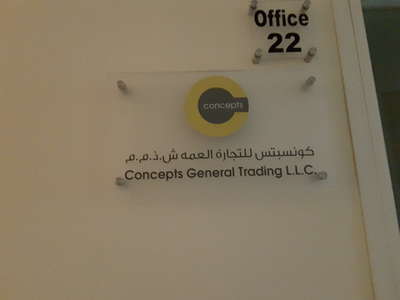 Office
22
concepts
كونسبتس للتجارة العمه ش.ذ.م.م
Concepts General Trading L.L.C.